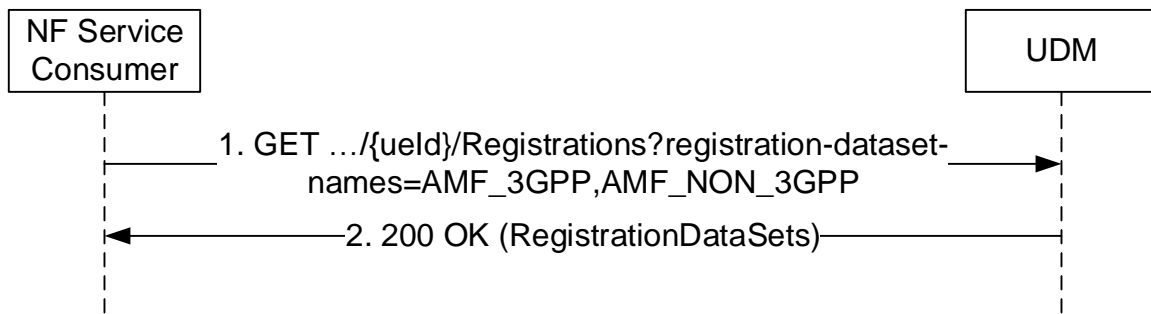 NF Service
Consumer
UDM
1. GET …/{ueId}/Registrations?registration-dataset-
names=AMF_3GPP,AMF_NON_3GPP
2. 200 OK (RegistrationDataSets)